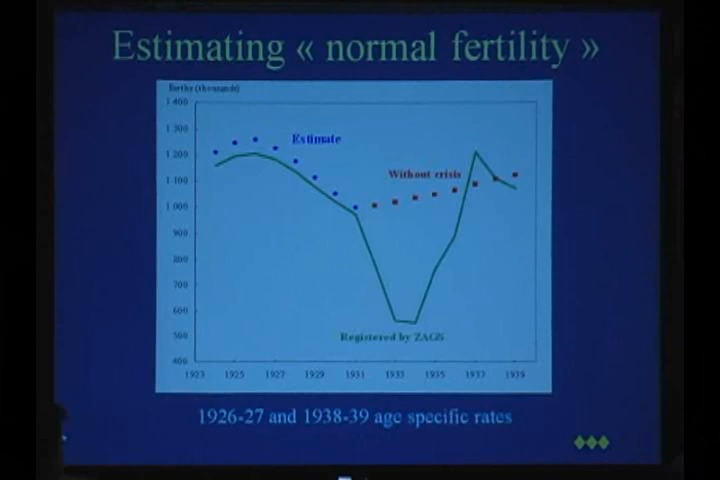 Estimating « normal fertility »
Births (thousands)
1 400
1 300
1 200
1 100
1 000
900
800
700
600
500
400
Estimate
Without crisis
Registered by ZAGS
1923 1925 1927 1929 1931 1933 1935 1937 1939
1926-27 and 1938-39 age specific rates